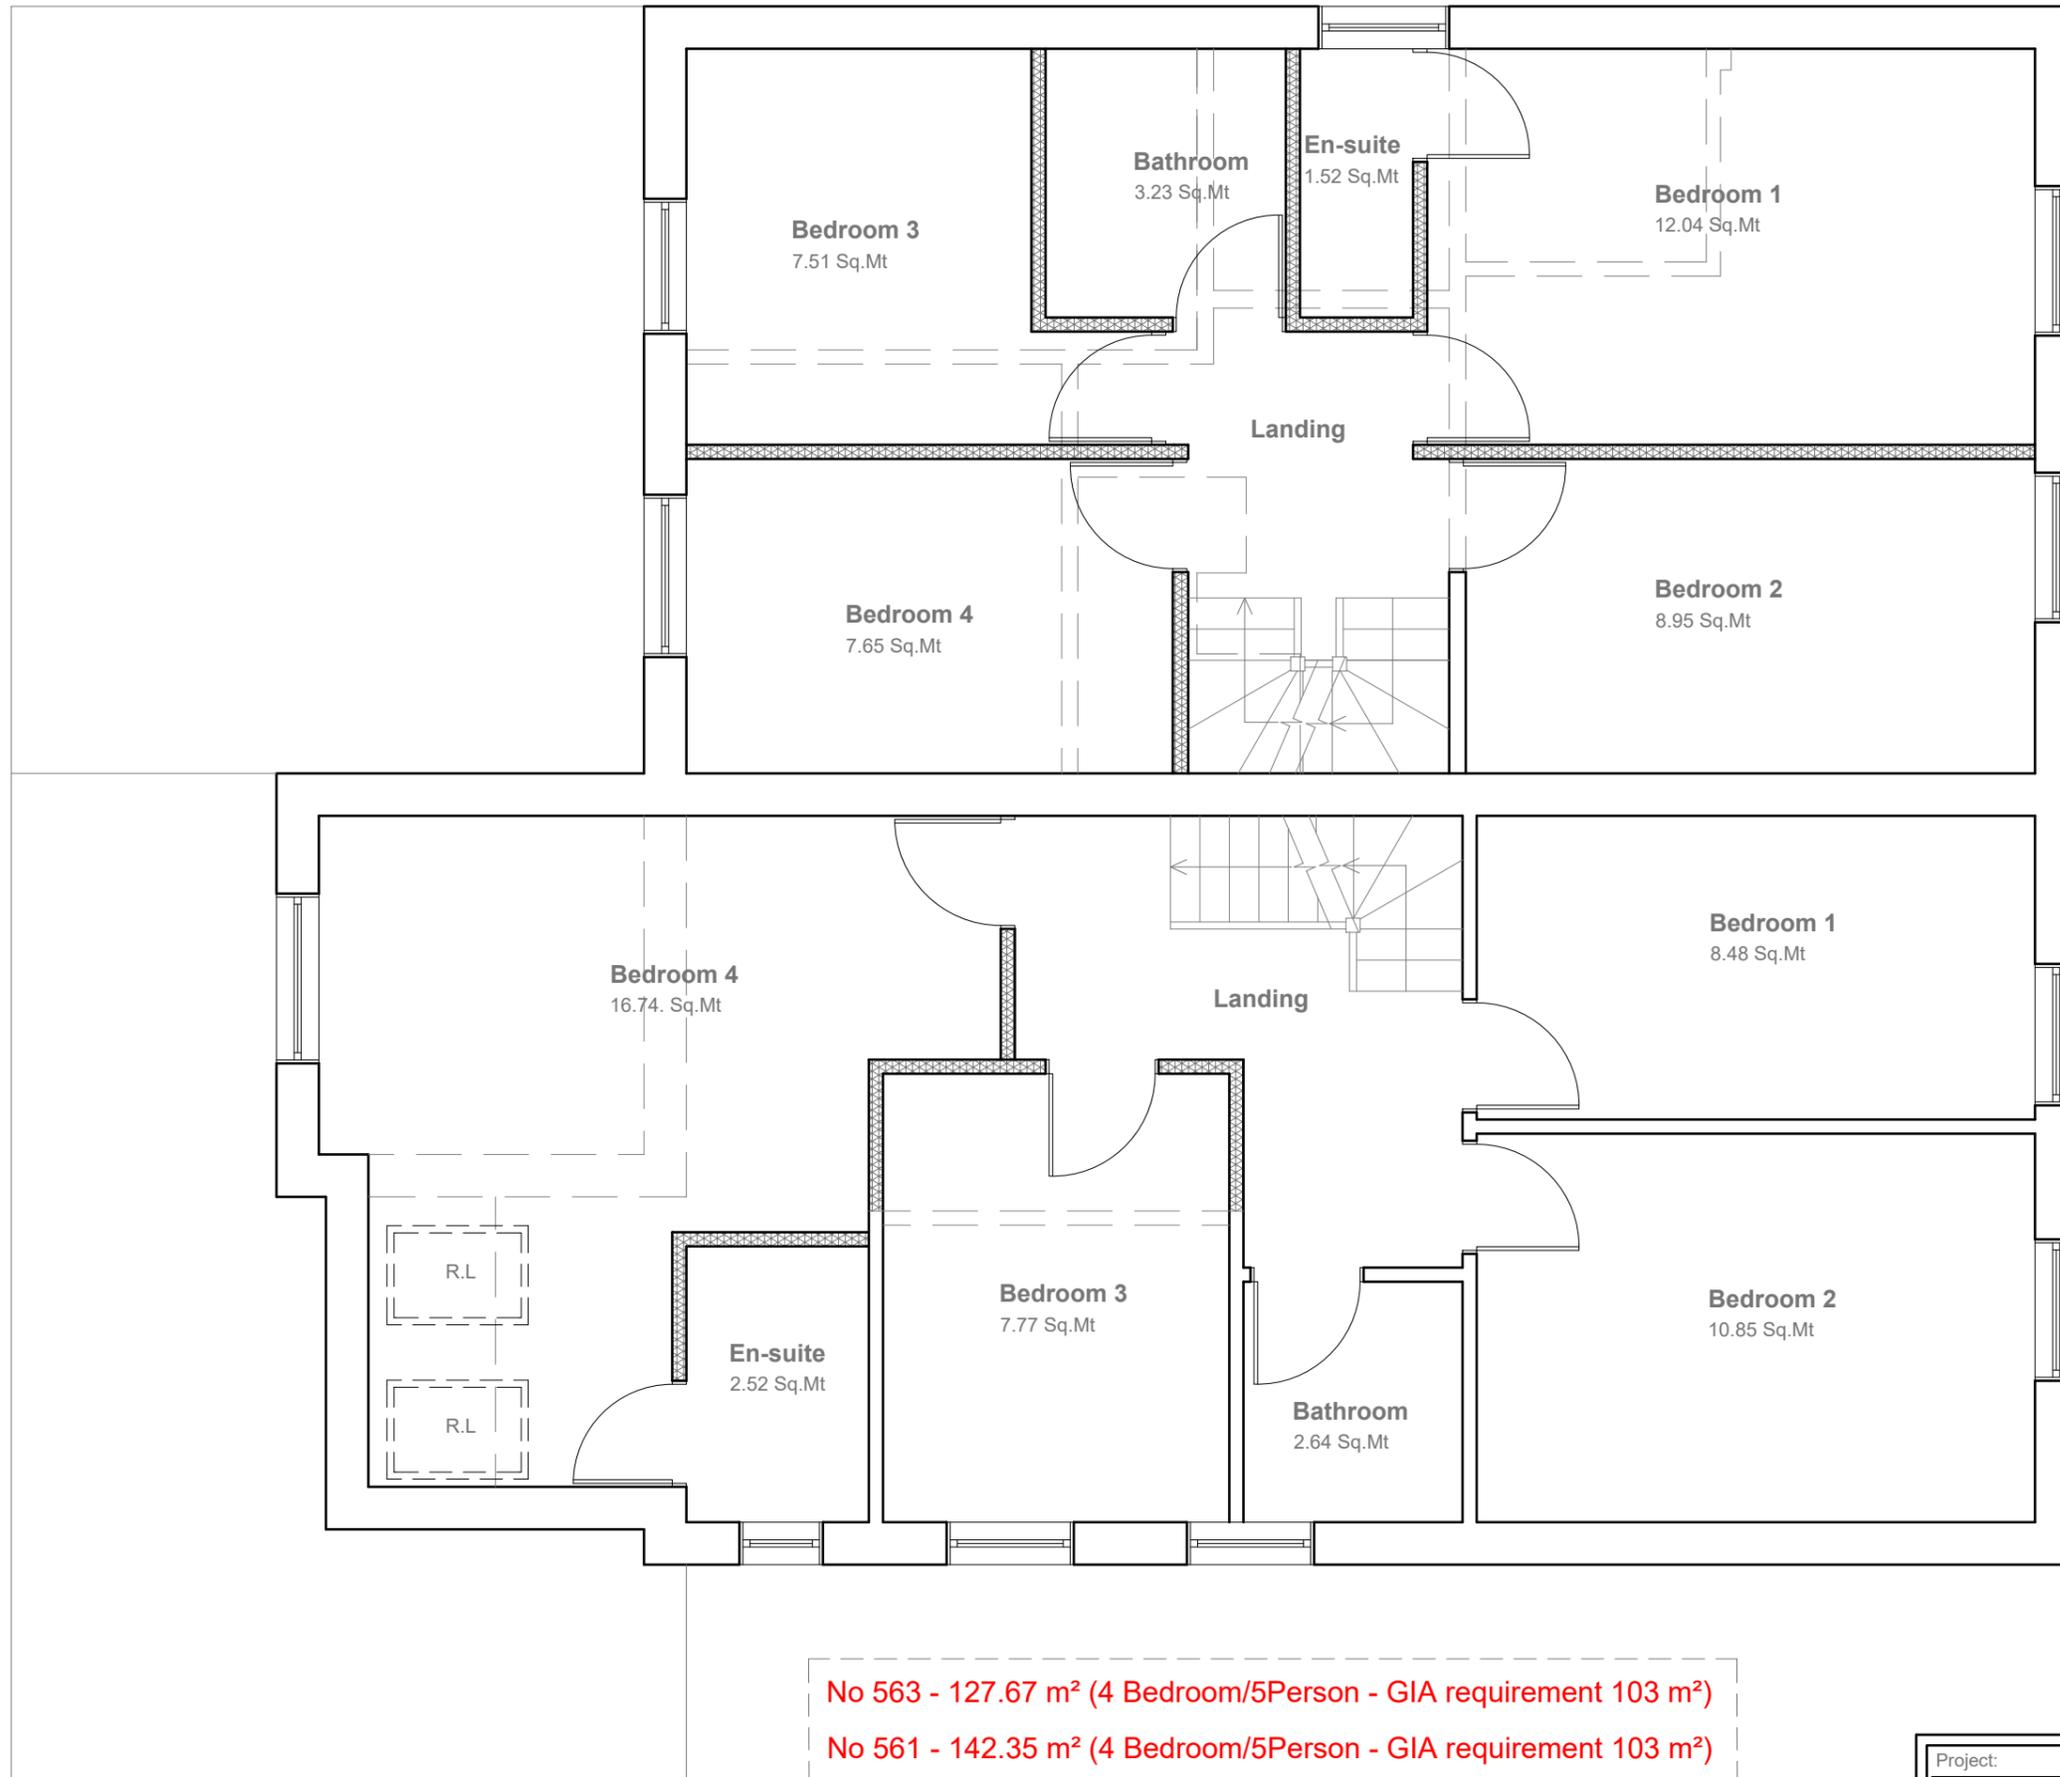 Bathroom
3.23 Sq.Mt
En-suite
1.52 Sq.Mt
Bedroom 1
12.04 Sq.Mt
Bedroom 3
7.51 Sq.Mt
Landing
Bedroom 4
7.65 Sq.Mt
Bedroom 2
8.95 Sq.Mt
Bedroom 1
8.48 Sq.Mt
Bedroom 4
16.74. Sq.Mt
Landing
R.L
Bedroom 3
7.77 Sq.Mt
Bedroom 2
10.85 Sq.Mt
En-suite
2.52 Sq.Mt
R.L
Bathroom
2.64 Sq.Mt
No 563 - 127.67 m² (4 Bedroom/5Person - GIA requirement 103 m²)
No 561 - 142.35 m² (4 Bedroom/5Person - GIA requirement 103 m²)
Project: